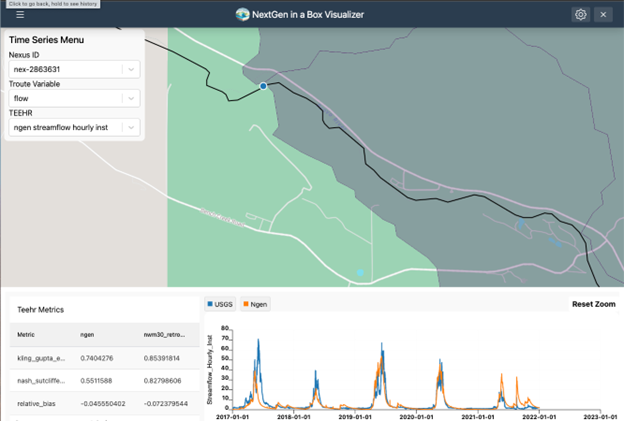 Click to go back, hold to see history
NextGen in a Box Visualizer
Time Series Menu
Nexus ID
nex-2863631
Troute Variable
flow
TEEHR
ngen streamflow hourly inst
Teehr Metrics
Metric ngen nwm30_retro...
kling_gupta_e... 0.7404276 0.85391814
nash_sutcliffe... 0.5511588 0.82798606
relative_bias -0.045550402 -0.072379544
USGS Ngen Reset Zoom
Streamflow_Hourly_Inst
80
70
60
50
40
30
20
10
0
2017-01-01 2018-01-01 2019-01-01 2020-01-01 2021-01-01 2022-01-01 2023-01-01